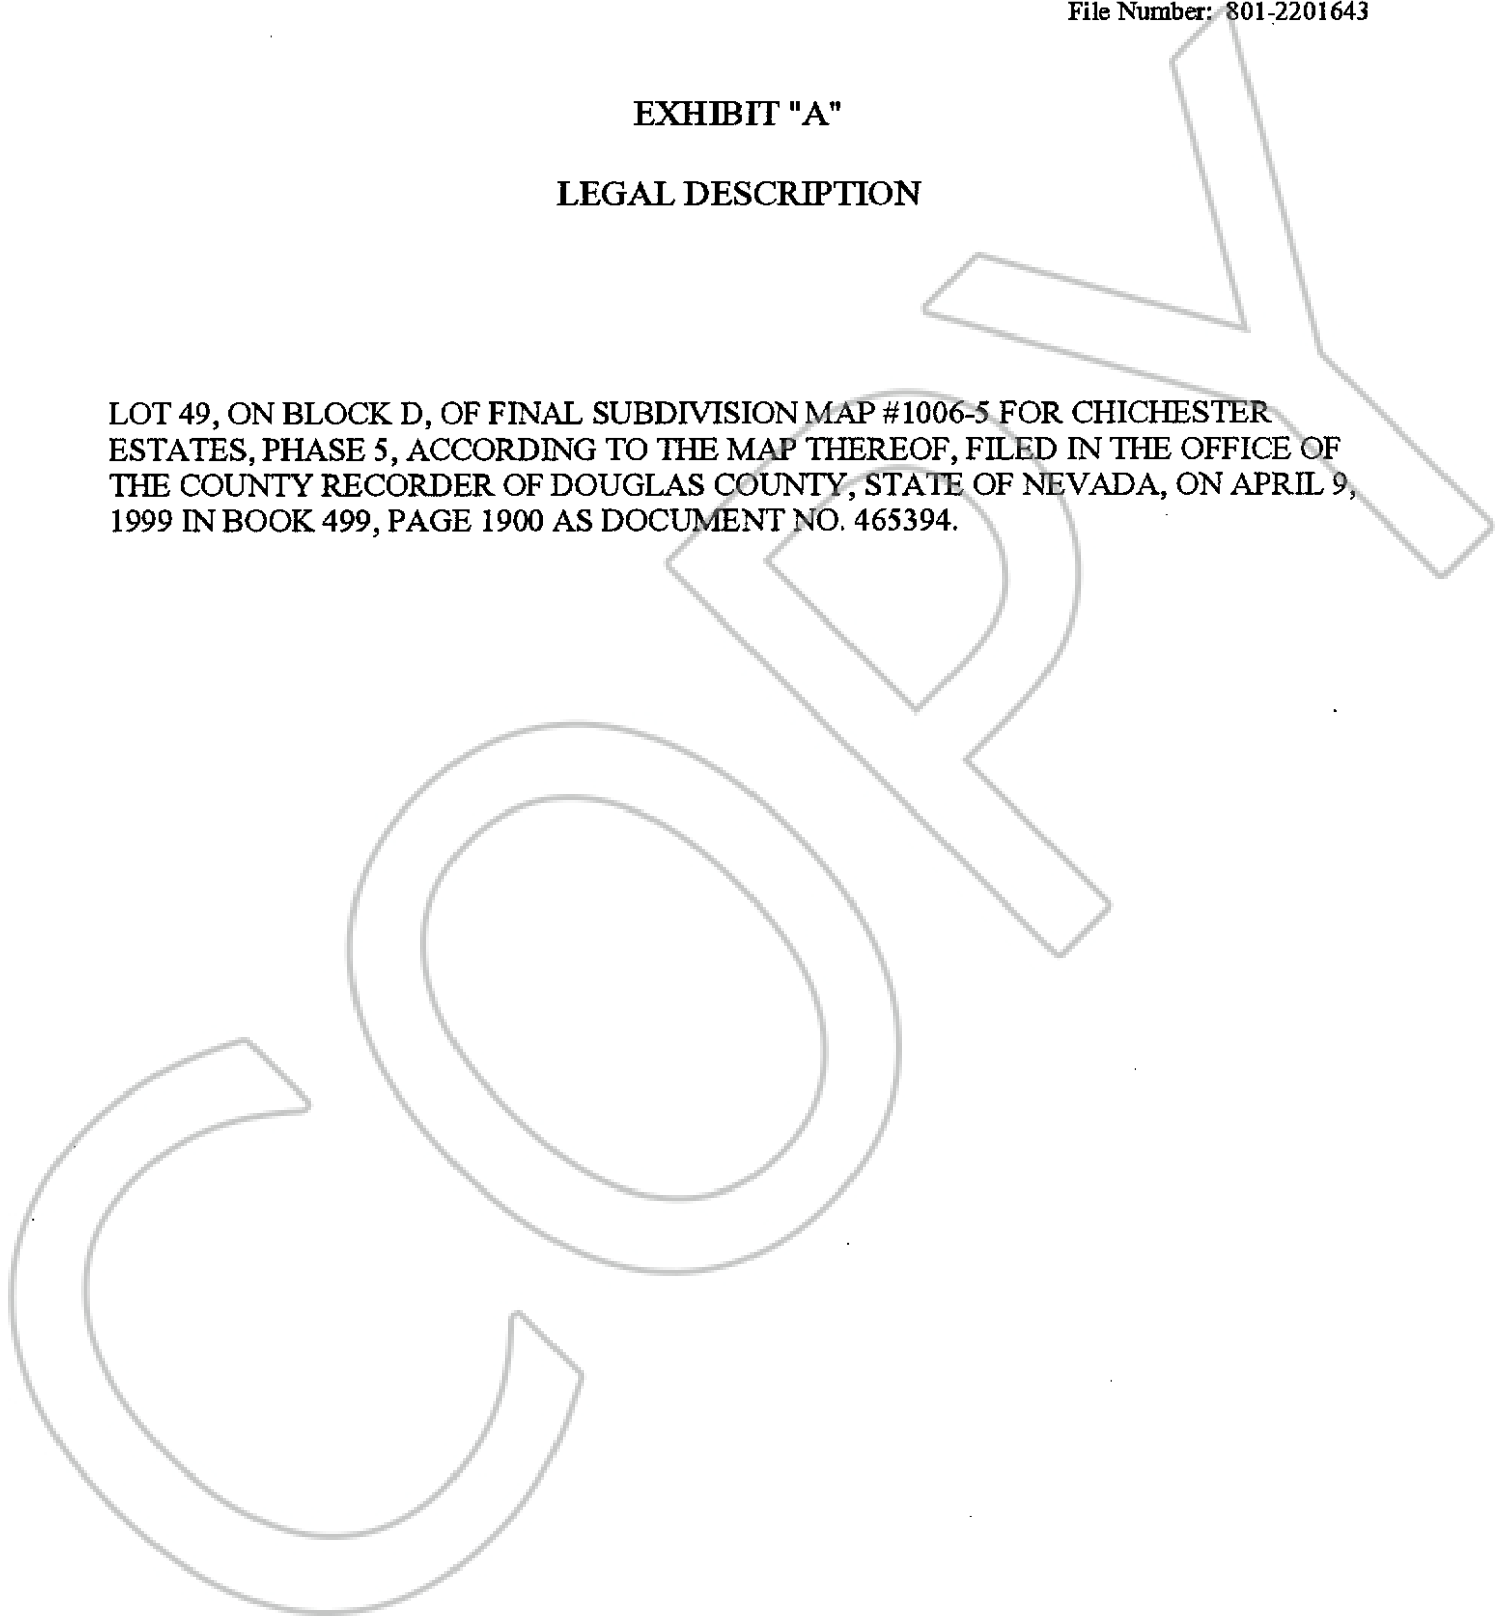 File Number: 801-2201643
EXHIBIT "A"
LEGAL DESCRIPTION
LOT 49, ON BLOCK D, OF FINAL SUBDIVISION MAP #1006-5 FOR CHICHESTER
ESTATES, PHASE 5, ACCORDING TO THE MAP THEREOF, FILED IN THE OFFICE OF
THE COUNTY RECORDER OF DOUGLAS COUNTY, STATE OF NEVADA, ON APRIL 9,
1999 IN BOOK 499, PAGE 1900 AS DOCUMENT NO. 465394.
COPY